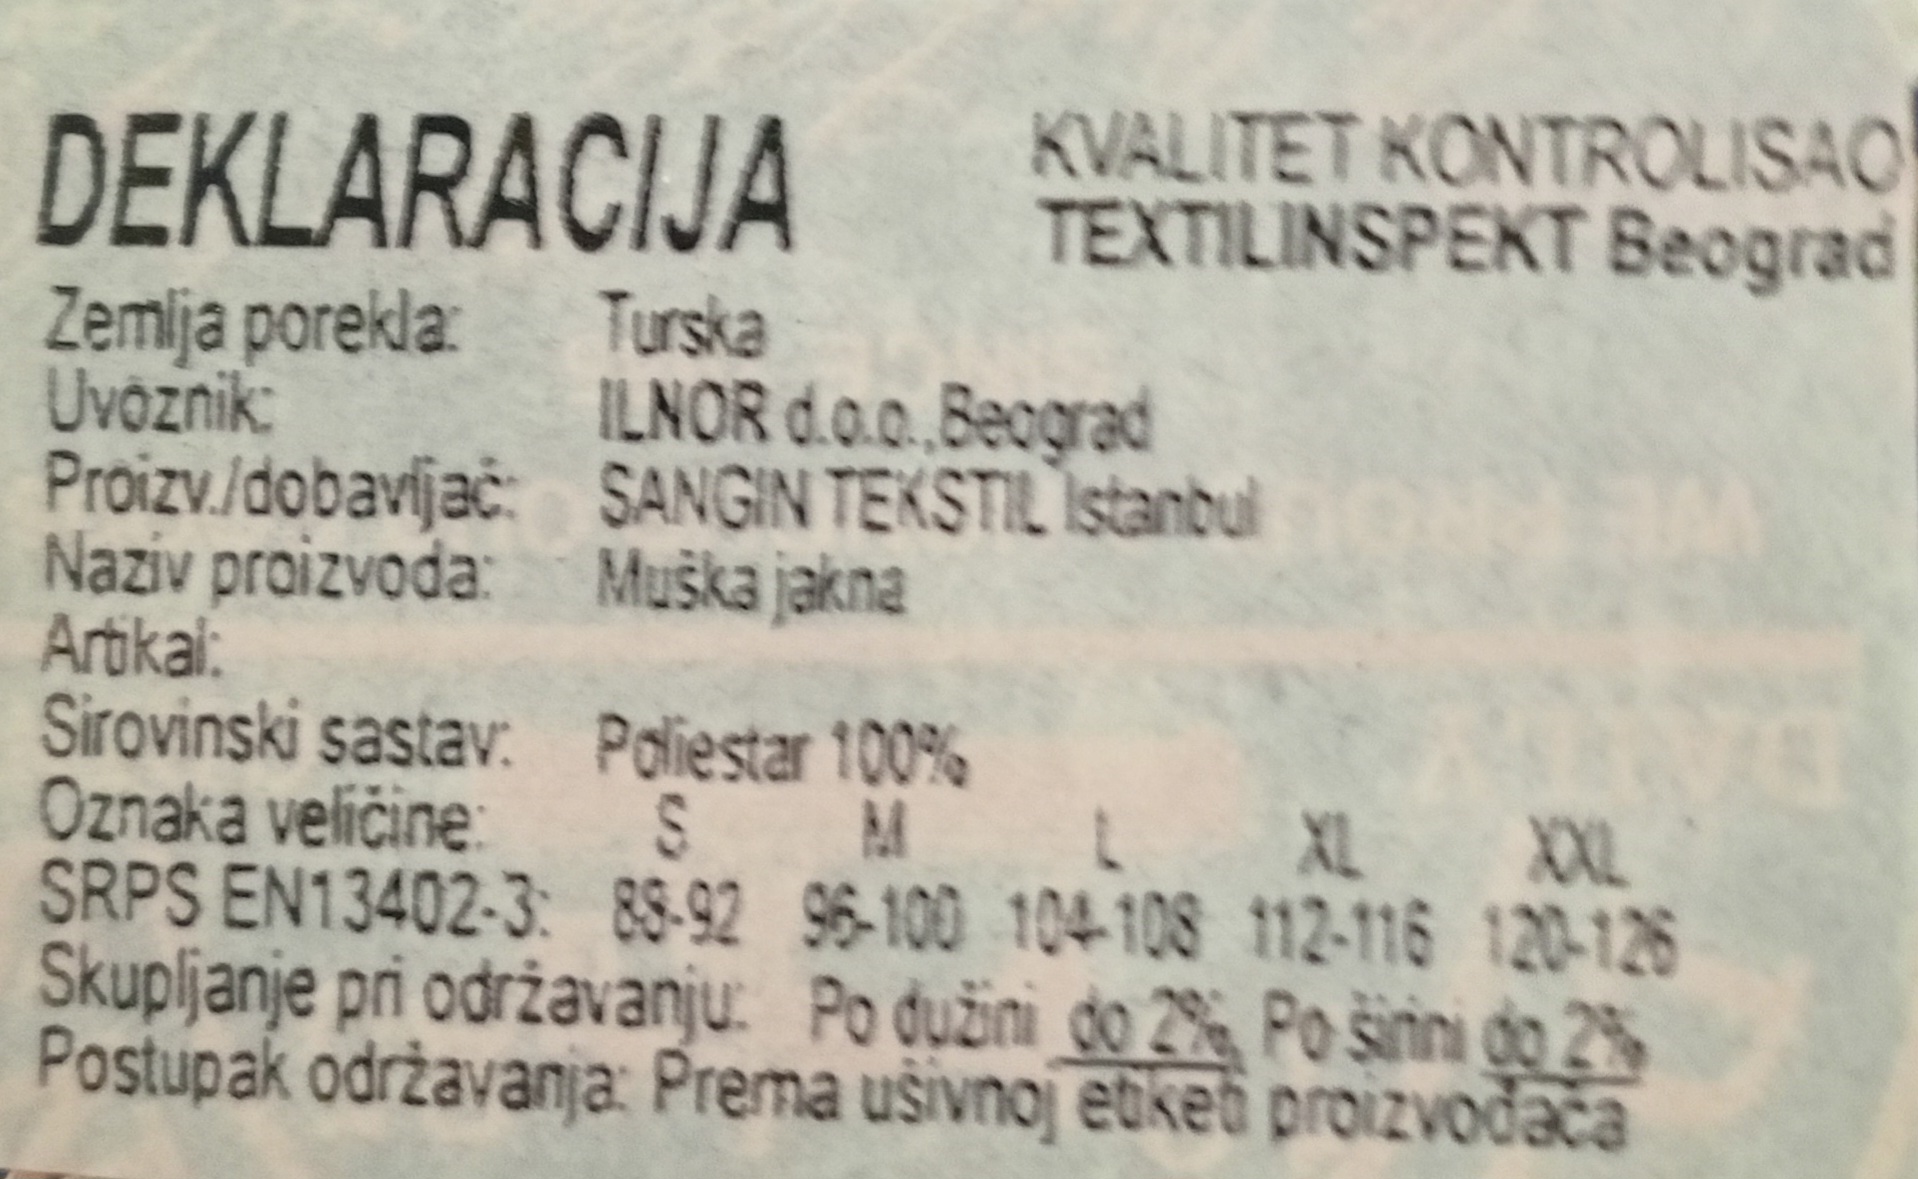 DEKLARACIJA
KVALITET KONTROLISAO
TEXTILINSPEKT Beograd
Zemlja porekla: Turska
Uvoznik: ILNOR d.o.o.,Beograd
Proizv./dobavljač: SANGIN TEKSTIL Istanbul
Naziv proizvoda: Muška jakna
Artikal:
Sirovinski sastav: Poliestar 100%
Oznaka veličine: S M L XL XXL
SRPS EN13402-3: 88-92 96-100 104-108 112-116 120-126
Skupljanje pri održavanju: Po dužini do 2% Po širini do 2%
Postupak održavanja: Prema ušivnoj etiketi proizvođača